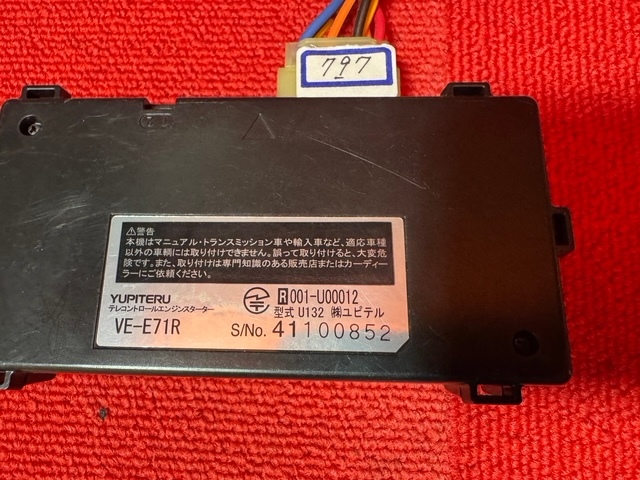 797
⚠警告
本機はマニュアル・トランスミッション車や輸入車など、適応車種
以外の車輌には取り付けできません。誤って取り付けると、大変危
険です。また、取り付けは専門知識のある販売店またはカーディー
ラーにご依頼ください。
YUPITERU
テレコントロールエンジンスターター
VE-E71R
R001-U00012
型式 U132 ㈱ユピテル
S/No. 41100852